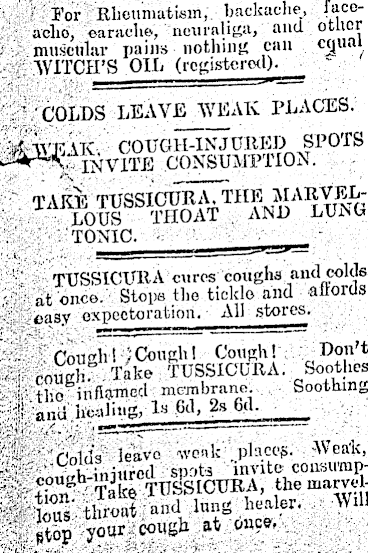 For Rheumatism, backache, face-
ache, earache, neuraliga, and other
muscular pains nothing can equal
WITCH'S OIL (registered).
COLDS LEAVE WEAK PLACES.
WEAK, COUGH-INJURED SPOTS
INVITE CONSUMPTION.
TAKE TUSSICURA, THE MARVEL-
LOUS THOAT AND LUNG
TONIC.
TUSSICURA cures coughs and colds
at once. Stops the tickle and affords
easy expectoration. All stores.
Cough! Cough! Cough! Don't
cough. Take TUSSICURA. Soothes
the inflamed membrane. Soothing
and healing, 1s 6d, 2s 6d.
Colds leave weak places. Weak,
cough-injured spots invite consump-
tion. Take TUSSICURA, the marvel-
lous throat and lung healer. Will
stop your cough at once.